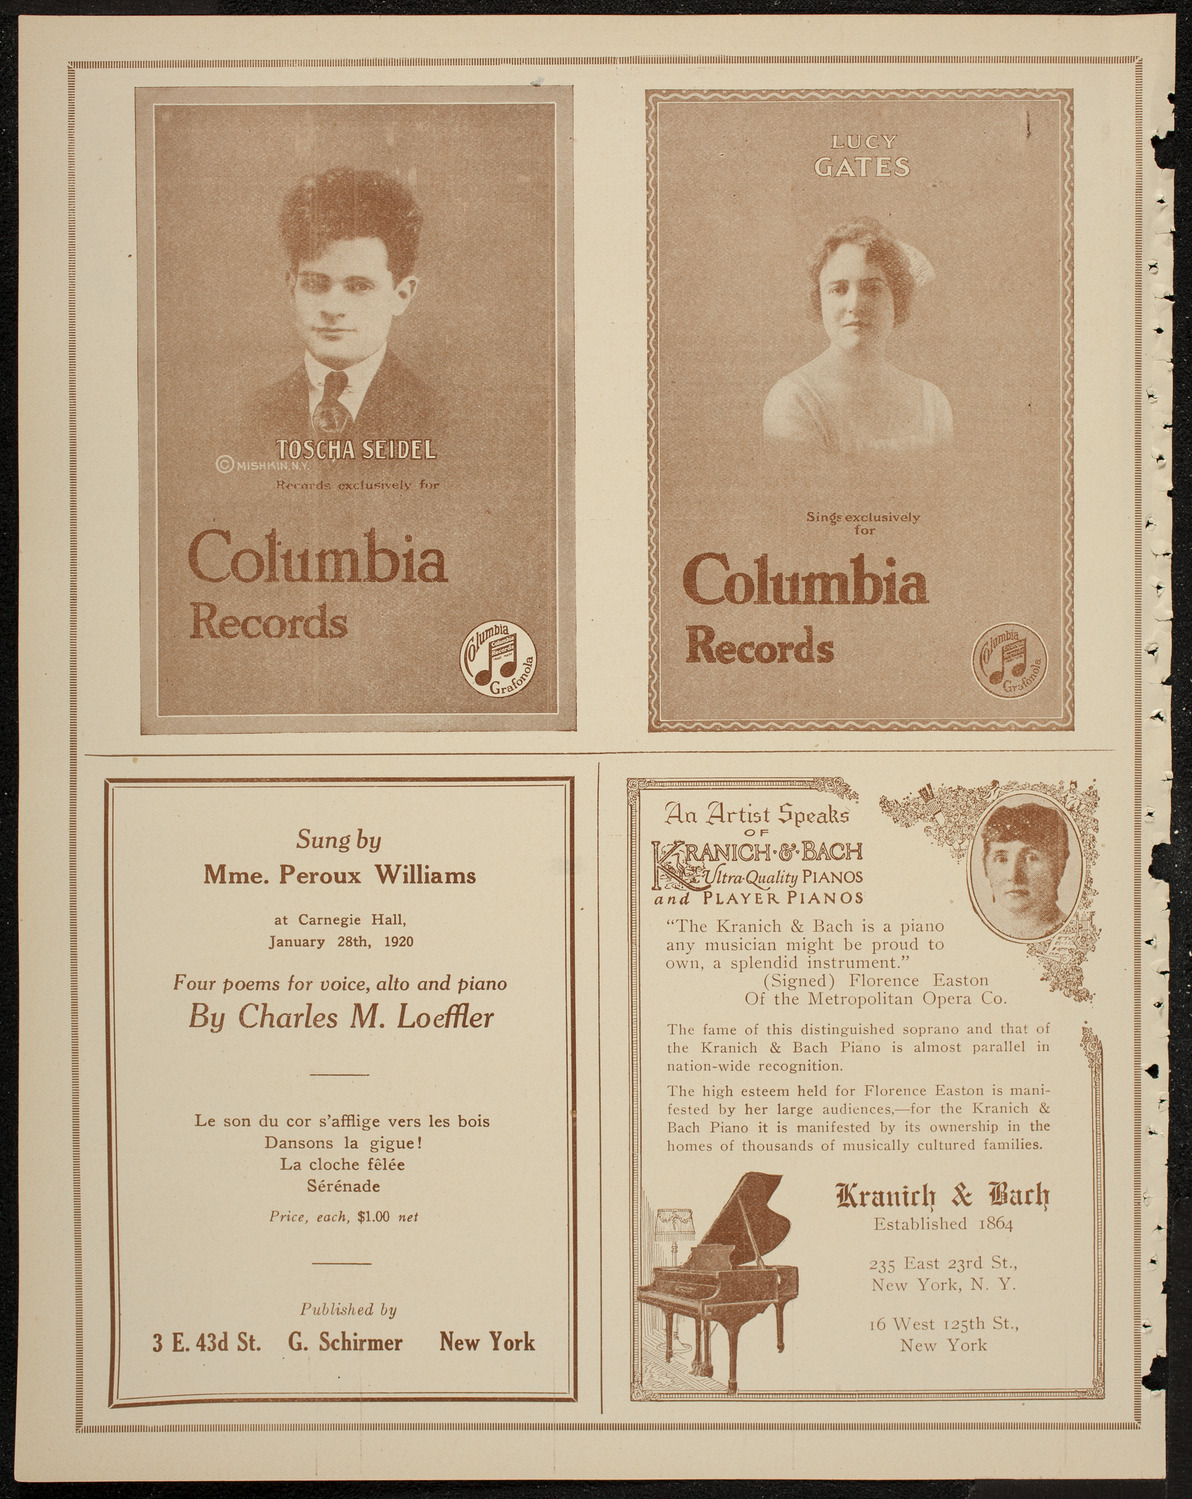 TOSCHA SEIDEL
© MISHKIN, N.Y.
Records exclusively for
Columbia
Records
Columbia
Grafonola
LUCY
GATES
Sings exclusively
for
Columbia
Records
Columbia
Grafonola
Sung by
Mme. Peroux Williams
at Carnegie Hall,
January 28th, 1920
Four poems for voice, alto and piano
By Charles M. Loeffler
Le son du cor s'afflige vers les bois
Dansons la gigue!
La cloche fêlée
Sérénade
Price, each, $1.00 net
Published by
3 E. 43d St. G. Schirmer New York
An Artist Speaks
OF
KRANICH·&·BACH
Ultra-Quality PIANOS
and PLAYER PIANOS
"The Kranich & Bach is a piano
any musician might be proud to
own, a splendid instrument."
(Signed) Florence Easton
Of the Metropolitan Opera Co.
The fame of this distinguished soprano and that of
the Kranich & Bach Piano is almost parallel in
nation-wide recognition.
The high esteem held for Florence Easton is mani-
fested by her large audiences,—for the Kranich &
Bach Piano it is manifested by its ownership in the
homes of thousands of musically cultured families.
Kranich & Bach
Established 1864
235 East 23rd St.,
New York, N. Y.
16 West 125th St.,
New York